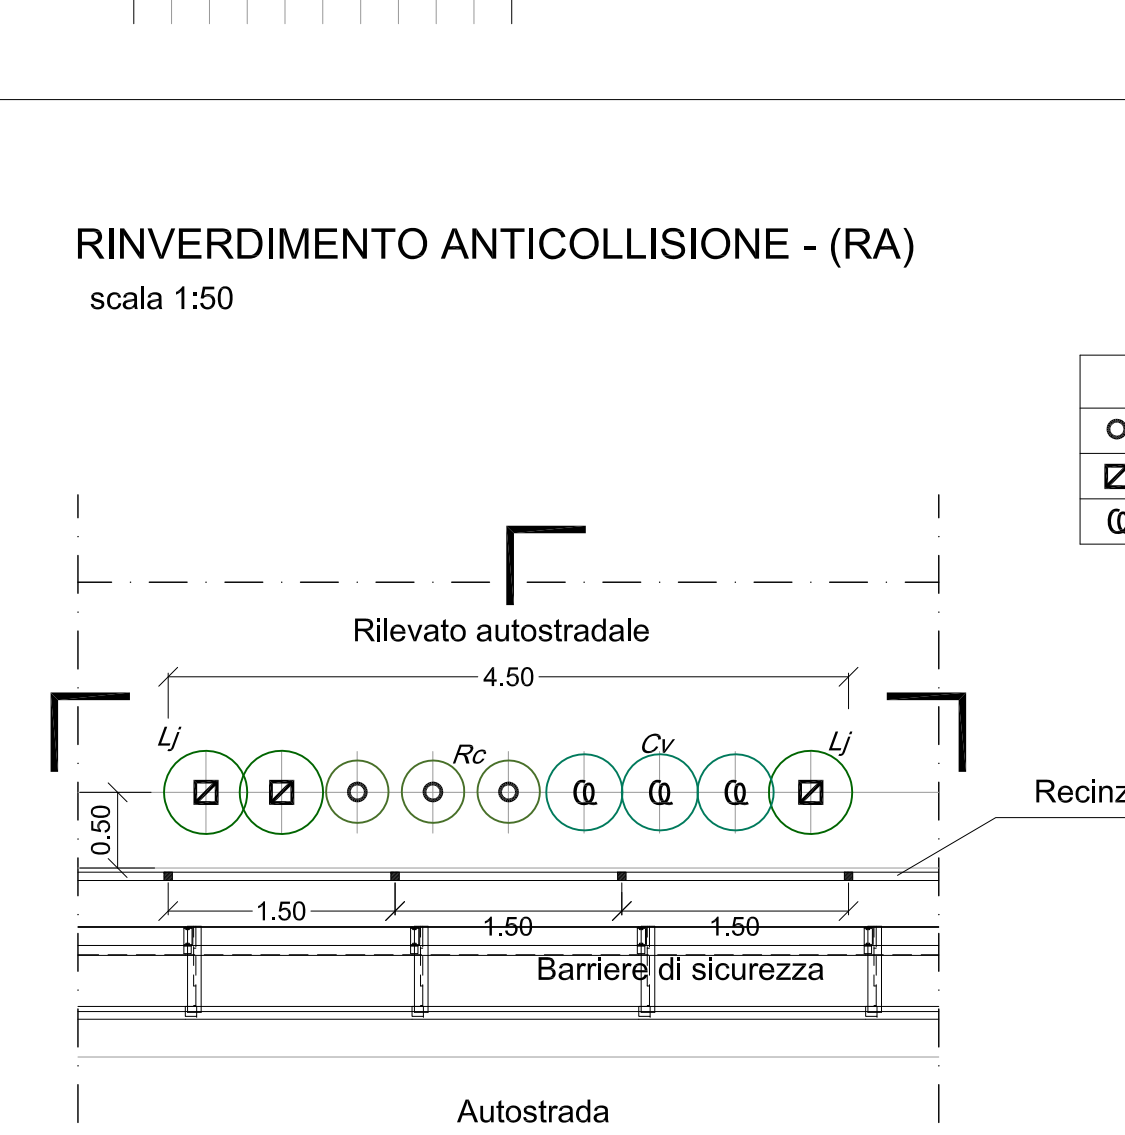 RINVERDIMENTO ANTICOLLISIONE - (RA)
scala 1:50
Rilevato autostradale
4.50
Lj
Rc
Cv
Lj
0.50
Recinz
1.50
1.50
1.50
Barriere di sicurezza
Autostrada